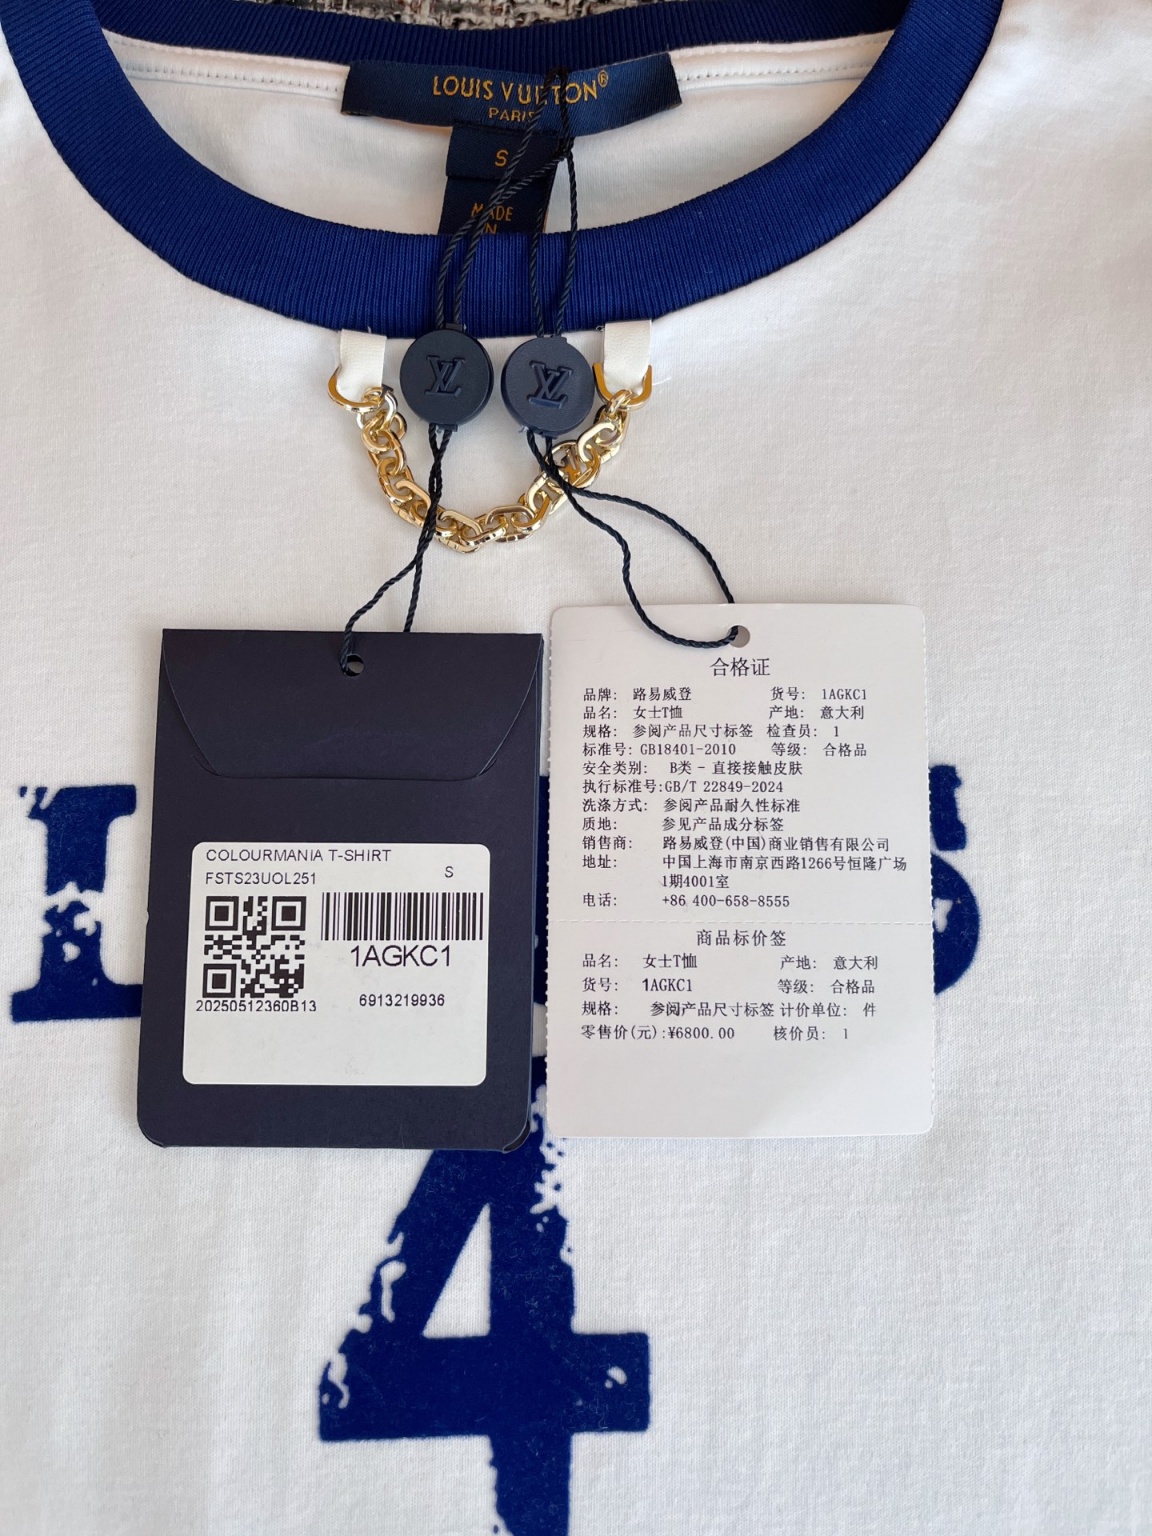 LOUIS VUITTON®
PARIS
S
MADE
IN
LV
LV
COLOURMANIA T-SHIRT
FSTS23UOL251
S
1AGKC1
20250512360B13
6913219936
合格证
品牌: 路易威登 货号: 1AGKC1
品名: 女士T恤 产地: 意大利
规格: 参阅产品尺寸标签 检查员: 1
标准号: GB18401-2010 等级: 合格品
安全类别: B类 - 直接接触皮肤
执行标准号:GB/T 22849-2024
洗涤方式: 参阅产品耐久性标准
质地: 参见产品成分标签
销售商: 路易威登(中国)商业销售有限公司
地址: 中国上海市南京西路1266号恒隆广场
1期4001室
电话: +86 400-658-8555
商品标价签
品名: 女士T恤 产地: 意大利
货号: 1AGKC1 等级: 合格品
规格: 参阅产品尺寸标签 计价单位: 件
零售价(元):¥6800.00 核价员: 1
4